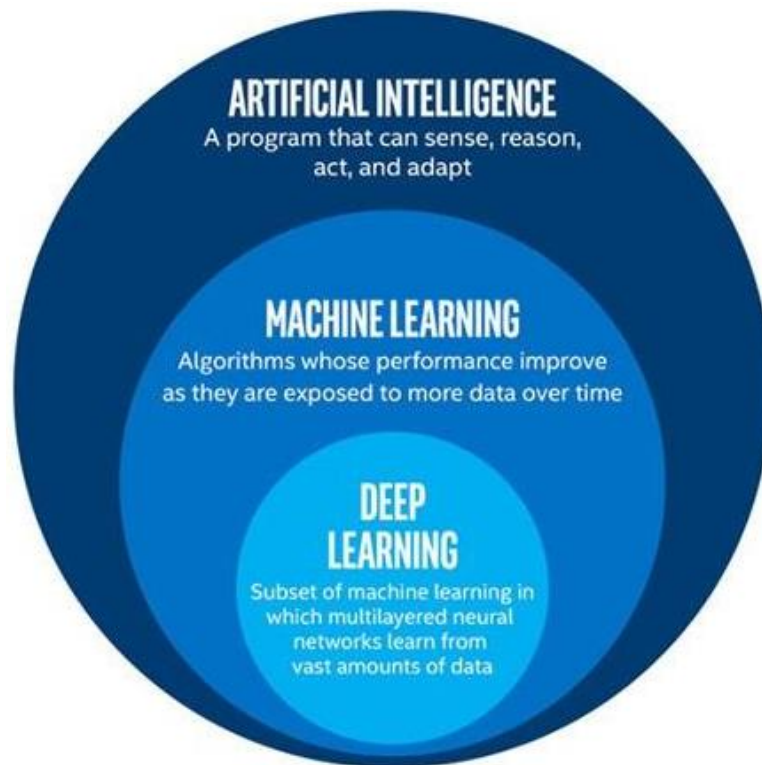 ARTIFICIAL INTELLIGENCE
A program that can sense, reason,
act, and adapt
MACHINE LEARNING
Algorithms whose performance improve
as they are exposed to more data over time
DEEP
LEARNING
Subset of machine learning in
which multilayered neural
networks learn from
vast amounts of data